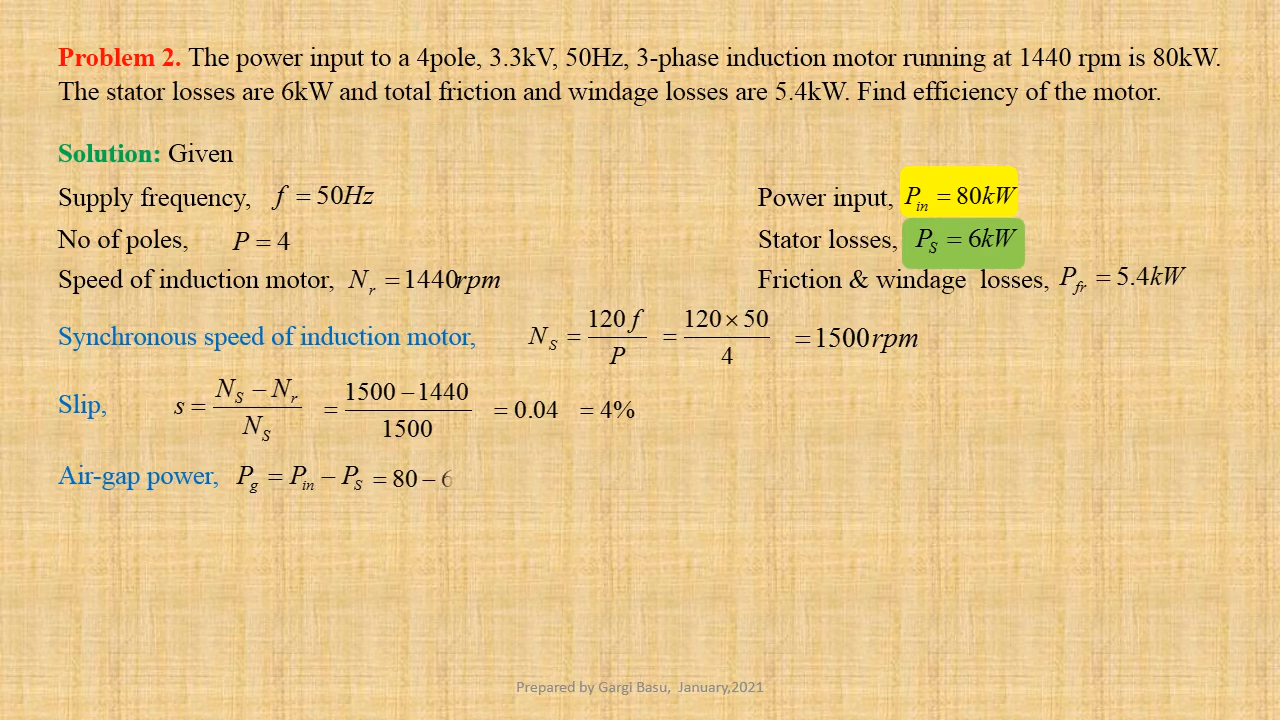 Problem 2. The power input to a 4pole, 3.3kV, 50Hz, 3-phase induction motor running at 1440 rpm is 80kW.
The stator losses are 6kW and total friction and windage losses are 5.4kW. Find efficiency of the motor.
Solution: Given
Supply frequency, f = 50Hz
Power input, P_in = 80kW
No of poles, P = 4
Stator losses, P_S = 6kW
Speed of induction motor, N_r = 1440rpm
Friction & windage losses, P_fr = 5.4kW
Synchronous speed of induction motor, N_S = 120 f / P = 120 × 50 / 4 = 1500 rpm
Slip, s = N_S − N_r / N_S = 1500 − 1440 / 1500 = 0.04 = 4%
Air-gap power, P_g = P_in − P_S = 80 − 6
Prepared by Gargi Basu, January,2021